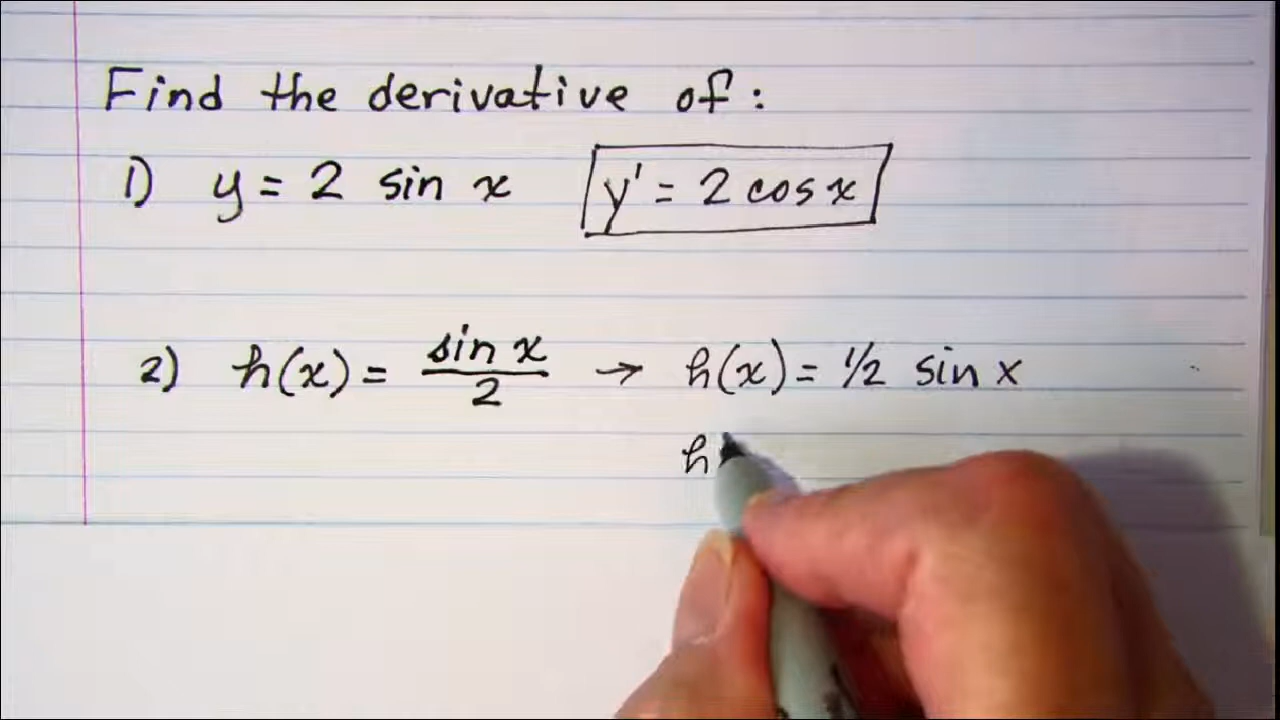 Find the derivative of:
1) y = 2 sin x y' = 2 cos x
2) h(x) = sin x / 2 → h(x) = 1/2 sin x
h